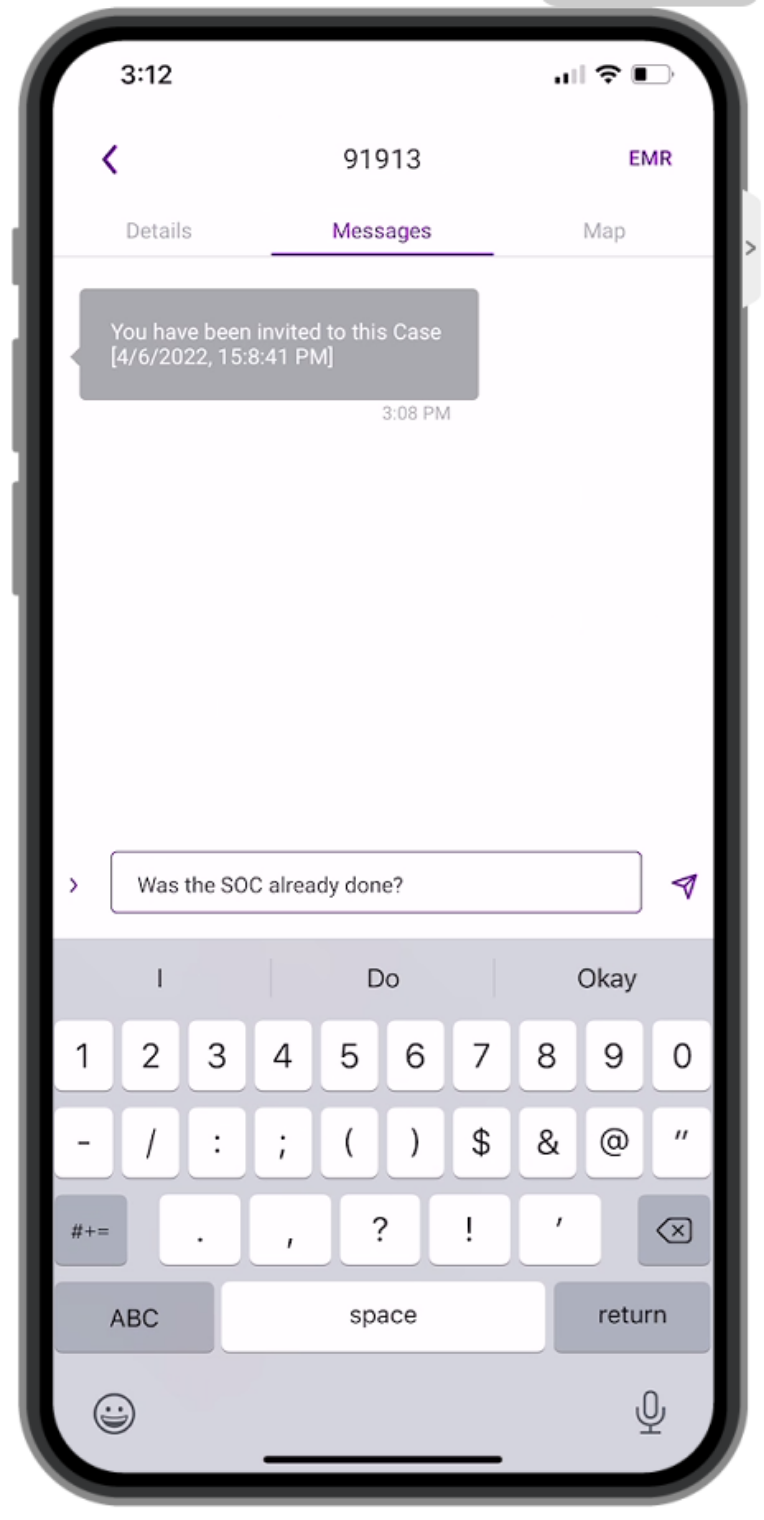 3:12
91913
EMR
Details
Messages
Map
You have been invited to this Case
[4/6/2022, 15:8:41 PM]
3:08 PM
Was the SOC already done?
I Do Okay
1 2 3 4 5 6 7 8 9 0
- / : ; ( ) $ & @ "
#+= . , ? ! '
ABC space return